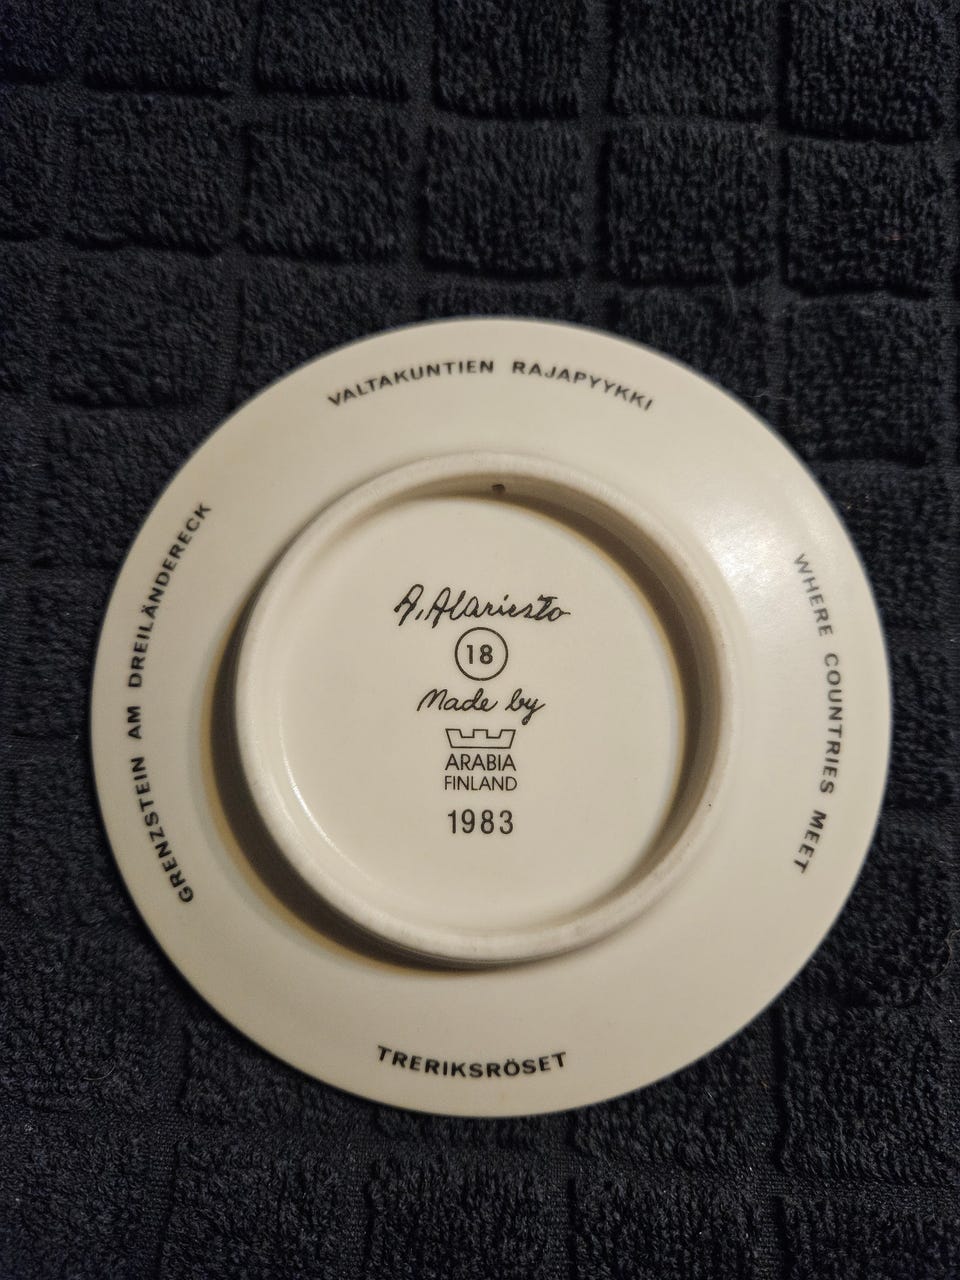 VALTAKUNTIEN RAJAPYYKKI
WHERE COUNTRIES MEET
TRERIKSRÖSET
GRENZSTEIN AM DREILÄNDERECK
A. Alariesto
18
Made by
ARABIA
FINLAND
1983